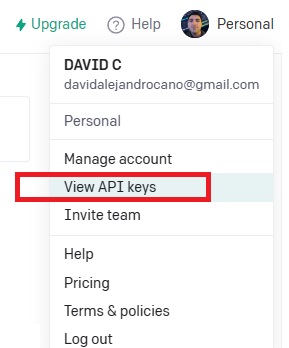 Upgrade Help Personal
DAVID C
davidalejandrocano@gmail.com
Personal
Manage account
View API keys
Invite team
Help
Pricing
Terms & policies
Log out